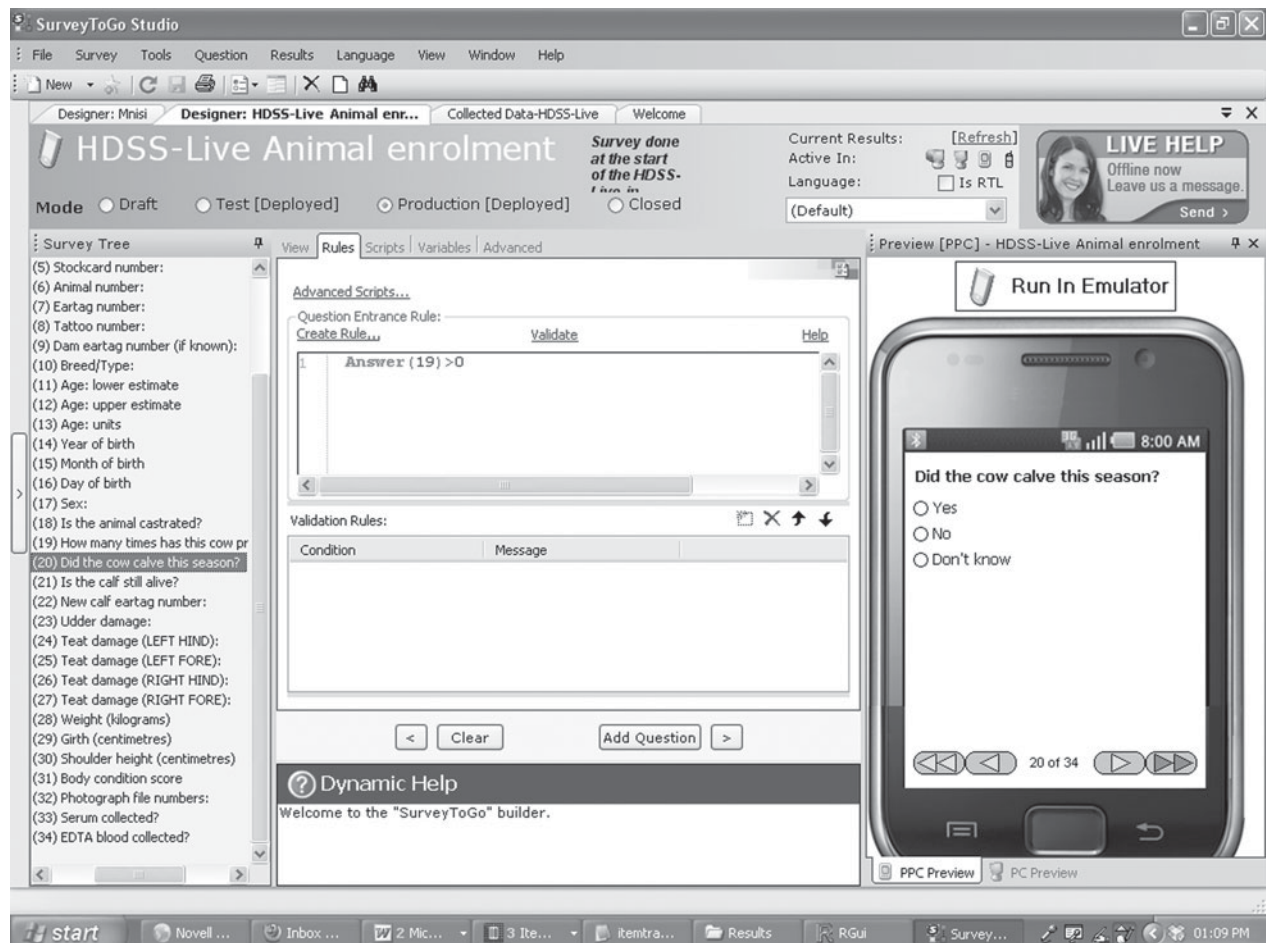 SurveyToGo Studio
File Survey Tools Question Results Language View Window Help
New
Designer: Mnisi Designer: HDSS-Live Animal enr... Collected Data-HDSS-Live Welcome
HDSS-Live Animal enrolment
Survey done
at the start
of the HDSS-
Live in
Mode Draft Test [Deployed] Production [Deployed] Closed
Current Results: [Refresh]
Active In:
Language: Is RTL
(Default)
LIVE HELP
Offline now
Leave us a message.
Send >
Survey Tree
(5) Stockcard number:
(6) Animal number:
(7) Eartag number:
(8) Tattoo number:
(9) Dam eartag number (if known):
(10) Breed/Type:
(11) Age: lower estimate
(12) Age: upper estimate
(13) Age: units
(14) Year of birth
(15) Month of birth
(16) Day of birth
(17) Sex:
(18) Is the animal castrated?
(19) How many times has this cow pr
(20) Did the cow calve this season?
(21) Is the calf still alive?
(22) New calf eartag number:
(23) Udder damage:
(24) Teat damage (LEFT HIND):
(25) Teat damage (LEFT FORE):
(26) Teat damage (RIGHT HIND):
(27) Teat damage (RIGHT FORE):
(28) Weight (kilograms)
(29) Girth (centimetres)
(30) Shoulder height (centimetres)
(31) Body condition score
(32) Photograph file numbers:
(33) Serum collected?
(34) EDTA blood collected?
View Rules Scripts Variables Advanced
Advanced Scripts...
Question Entrance Rule:
Create Rule... Validate Help
1 Answer(19)>0
Validation Rules:
Condition Message
< Clear Add Question >
Dynamic Help
Welcome to the "SurveyToGo" builder.
Preview [PPC] - HDSS-Live Animal enrolment
Run In Emulator
8:00 AM
Did the cow calve this season?
Yes
No
Don't know
20 of 34
PPC Preview PC Preview
start Novell ... Inbox ... 2 Mic... 3 Ite... itemtra... Results RGui Survey... 01:09 PM